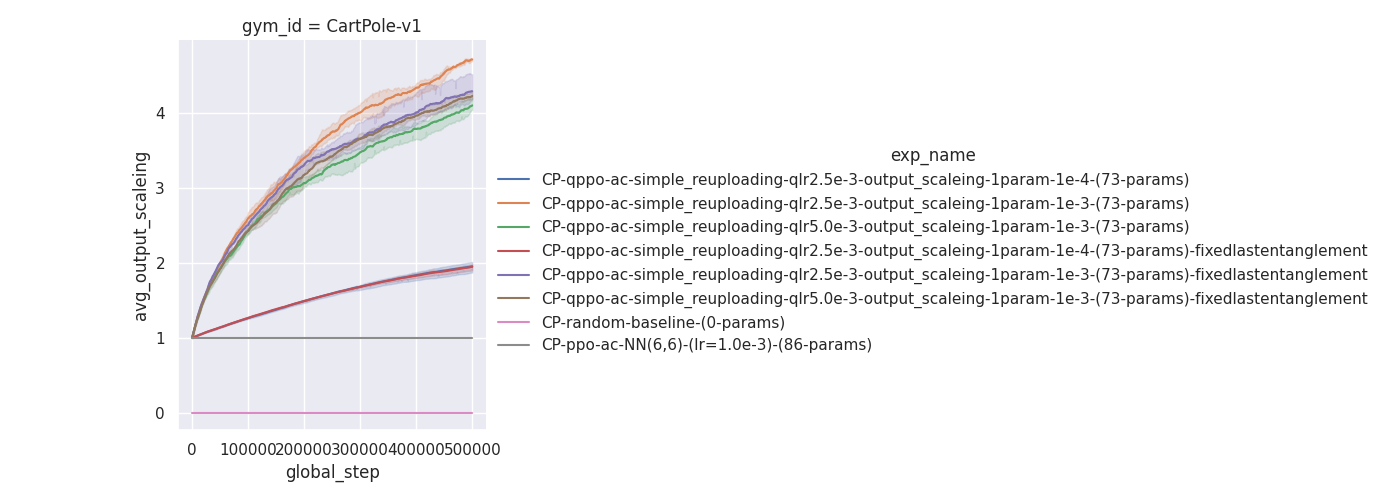 gym_id = CartPole-v1
avg_output_scaleing
4
3
2
1
0
0
100000
200000
300000
400000
500000
global_step
exp_name
CP-qppo-ac-simple_reuploading-qlr2.5e-3-output_scaleing-1param-1e-4-(73-params)
CP-qppo-ac-simple_reuploading-qlr2.5e-3-output_scaleing-1param-1e-3-(73-params)
CP-qppo-ac-simple_reuploading-qlr5.0e-3-output_scaleing-1param-1e-3-(73-params)
CP-qppo-ac-simple_reuploading-qlr2.5e-3-output_scaleing-1param-1e-4-(73-params)-fixedlastentanglement
CP-qppo-ac-simple_reuploading-qlr2.5e-3-output_scaleing-1param-1e-3-(73-params)-fixedlastentanglement
CP-qppo-ac-simple_reuploading-qlr5.0e-3-output_scaleing-1param-1e-3-(73-params)-fixedlastentanglement
CP-random-baseline-(0-params)
CP-ppo-ac-NN(6,6)-(lr=1.0e-3)-(86-params)